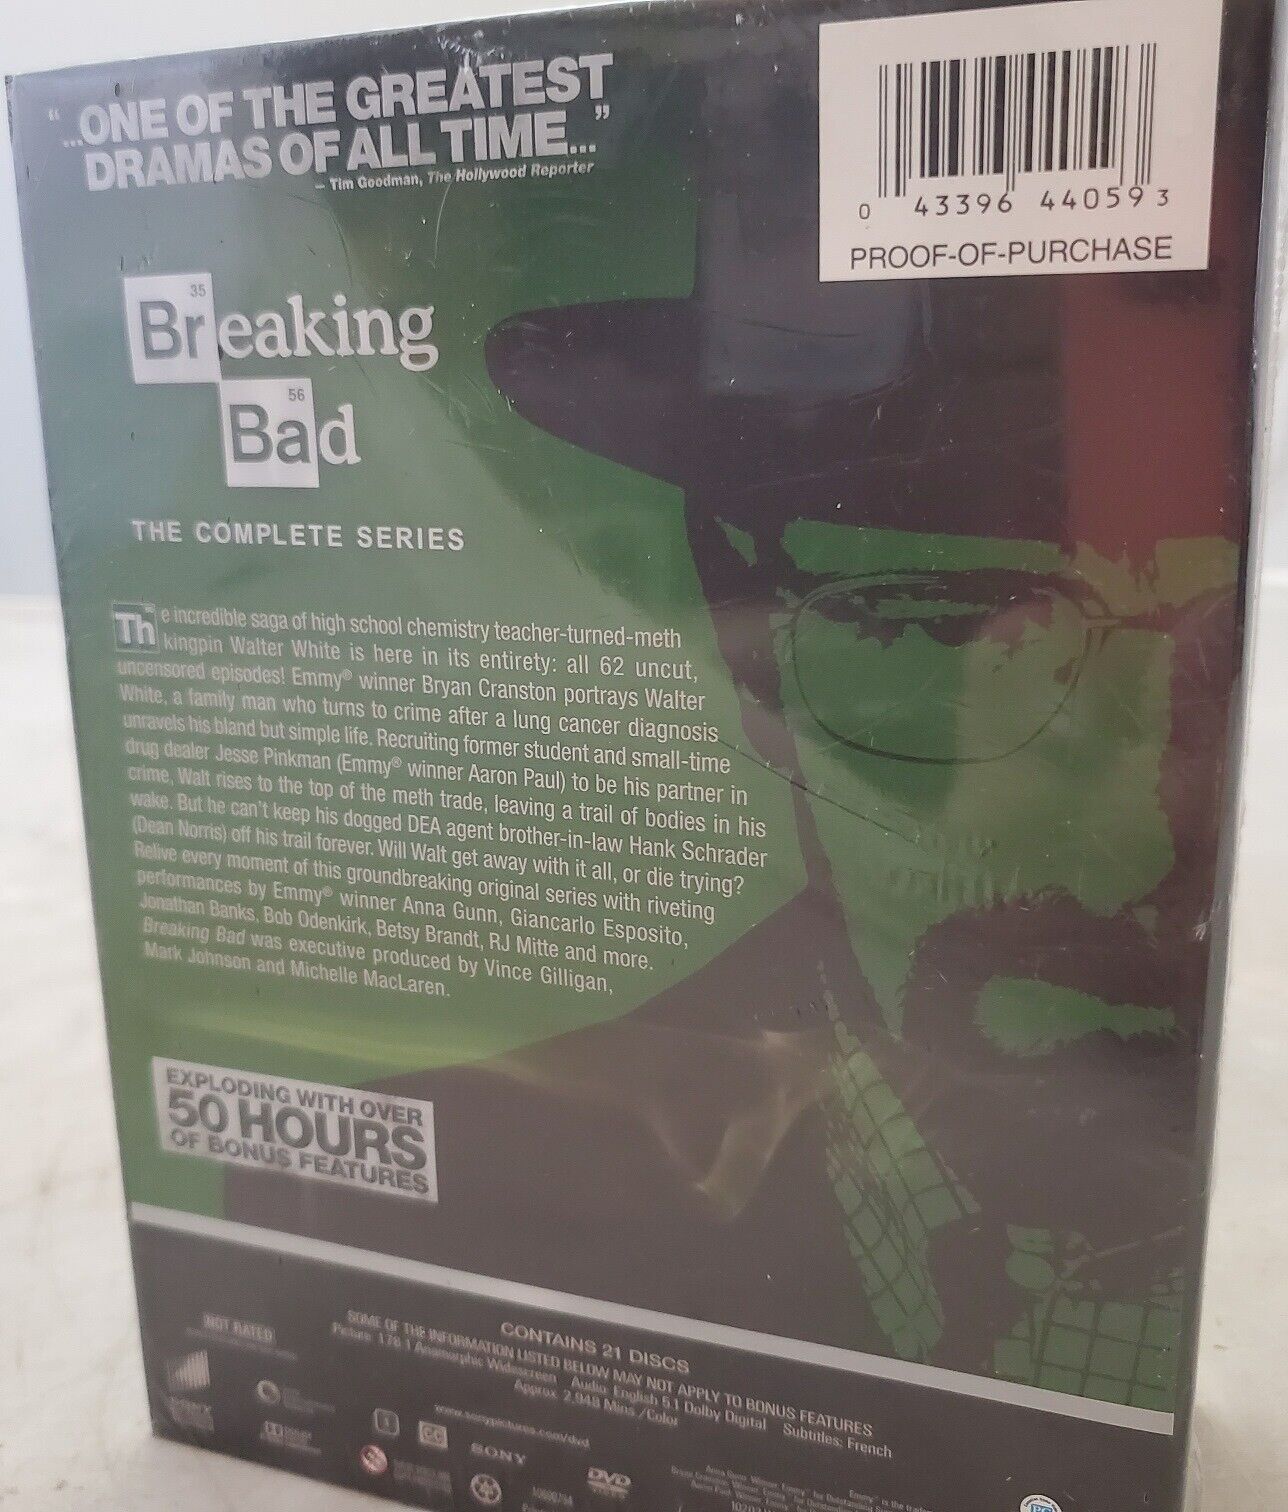 "...ONE OF THE GREATEST
DRAMAS OF ALL TIME..."
– Tim Goodman, The Hollywood Reporter
0 43396 44059 3
PROOF-OF-PURCHASE
35
Breaking
56
Bad
THE COMPLETE SERIES
The incredible saga of high school chemistry teacher-turned-meth
kingpin Walter White is here in its entirety: all 62 uncut,
uncensored episodes! Emmy® winner Bryan Cranston portrays Walter
White, a family man who turns to crime after a lung cancer diagnosis
unravels his bland but simple life. Recruiting former student and small-time
drug dealer Jesse Pinkman (Emmy® winner Aaron Paul) to be his partner in
crime, Walt rises to the top of the meth trade, leaving a trail of bodies in his
wake. But he can't keep his dogged DEA agent brother-in-law Hank Schrader
(Dean Norris) off his trail forever. Will Walt get away with it all, or die trying?
Relive every moment of this groundbreaking original series with riveting
performances by Emmy® winner Anna Gunn, Giancarlo Esposito,
Jonathan Banks, Bob Odenkirk, Betsy Brandt, RJ Mitte and more.
Breaking Bad was executive produced by Vince Gilligan,
Mark Johnson and Michelle MacLaren.
EXPLODING WITH OVER
50 HOURS
OF BONUS FEATURES
CONTAINS 21 DISCS
SOME OF THE INFORMATION LISTED BELOW MAY NOT APPLY TO BONUS FEATURES
Picture: 1.78:1 Anamorphic Widescreen Audio: English 5.1 Dolby Digital Subtitles: French
Approx. 2,948 Mins./Color
NOT RATED
www.sonypictures.com/dvd
SONY
1
CC
SONY
DVD